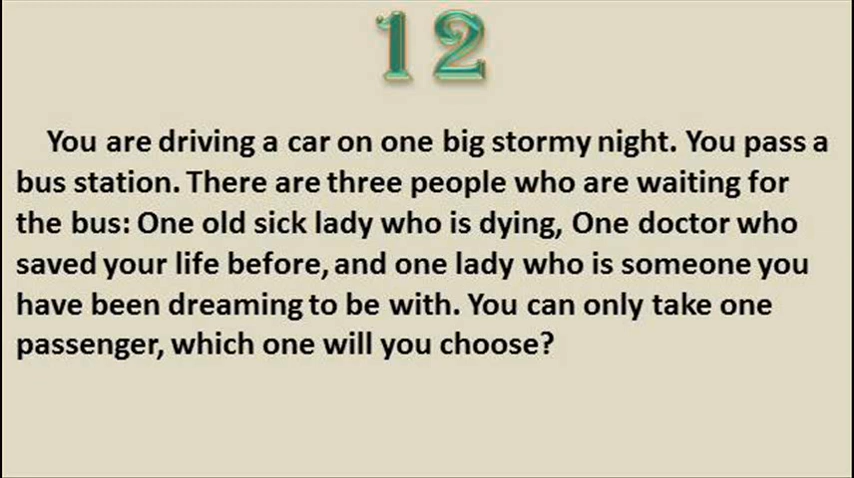 12
You are driving a car on one big stormy night. You pass a
bus station. There are three people who are waiting for
the bus: One old sick lady who is dying, One doctor who
saved your life before, and one lady who is someone you
have been dreaming to be with. You can only take one
passenger, which one will you choose?